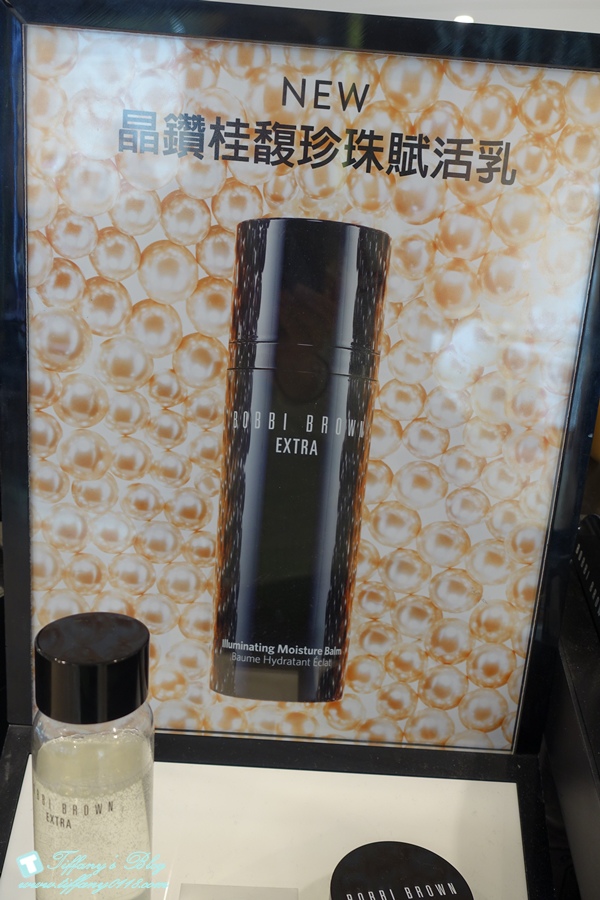 NEW
晶鑽桂馥珍珠賦活乳
BOBBI BROWN
EXTRA
Illuminating Moisture Balm
Baume Hydratant Éclat
BBI BROWN
EXTRA
BOBBI BROWN
Tiffany's Blog
www.tiffany0118.com